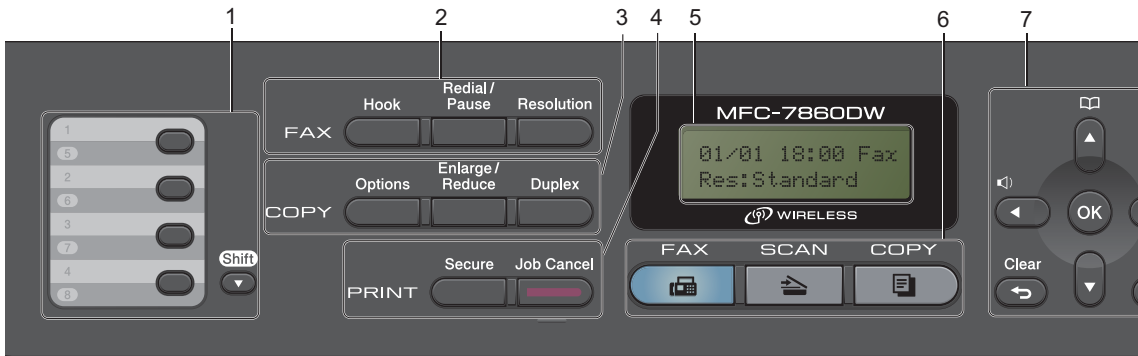 1 2 3 4 5 6 7
1
5
2
6
3
7
4
8
Shift
FAX
Hook
Redial /
Pause
Resolution
COPY
Options
Enlarge /
Reduce
Duplex
PRINT
Secure
Job Cancel
MFC-7860DW
01/01 18:00 Fax
Res:Standard
WIRELESS
FAX SCAN COPY
OK
Clear